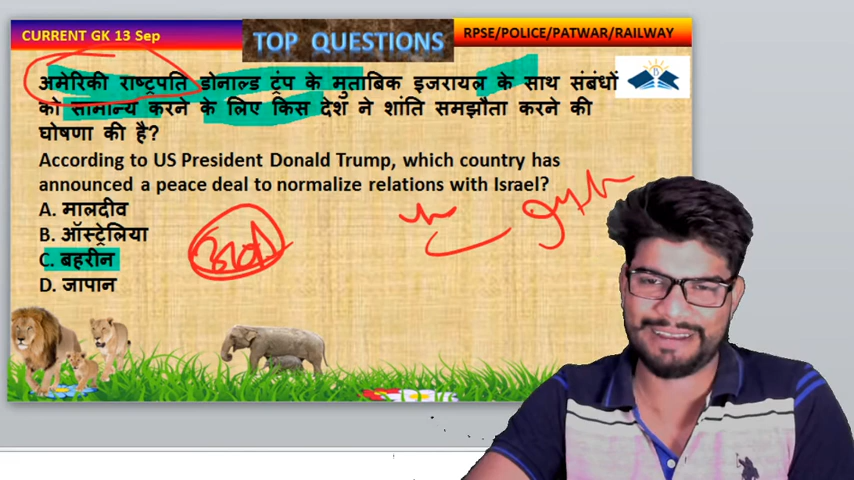 CURRENT GK 13 Sep
TOP QUESTIONS
RPSE/POLICE/PATWAR/RAILWAY
अमेरिकी राष्ट्रपति डोनाल्ड ट्रंप के मुताबिक इजरायल के साथ संबंधों
को सामान्य करने के लिए किस देश ने शांति समझौता करने की
घोषणा की है?
According to US President Donald Trump, which country has
announced a peace deal to normalize relations with Israel?
A. मालदीव
B. ऑस्ट्रेलिया
C. बहरीन
D. जापान